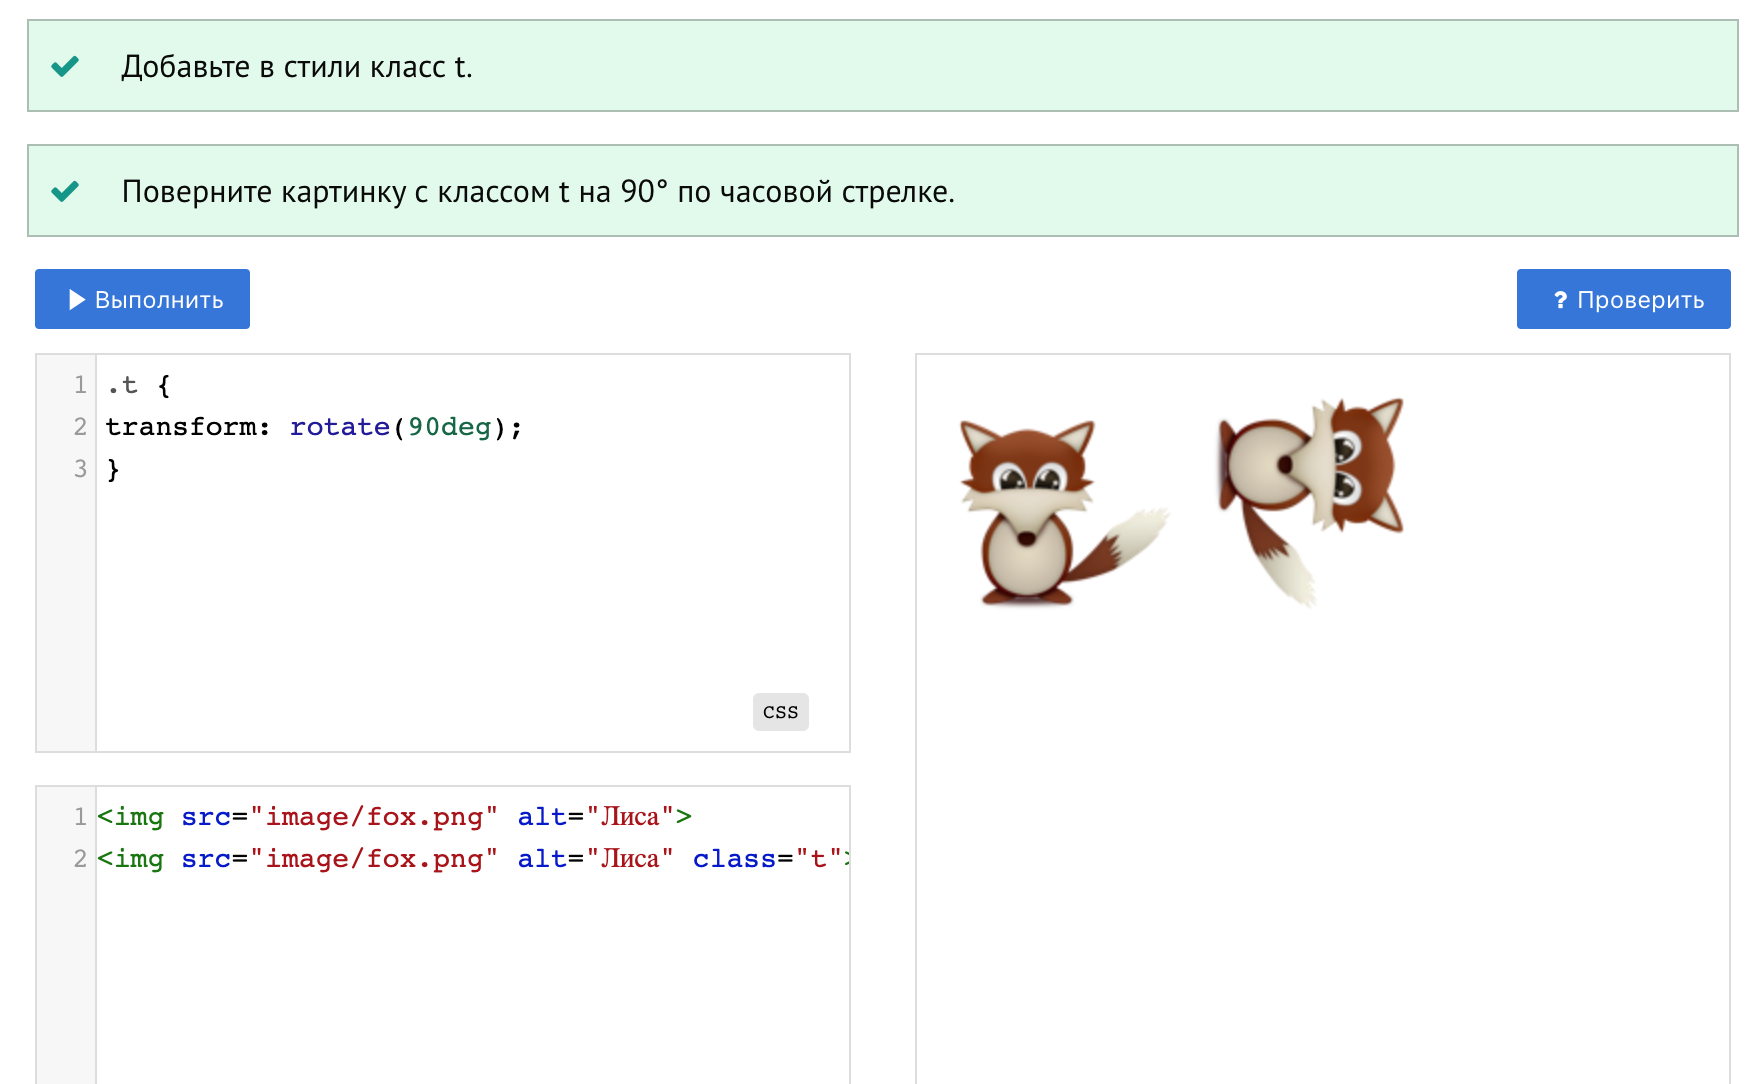 Добавьте в стили класс t.
Поверните картинку с классом t на 90° по часовой стрелке.
Выполнить
? Проверить
1 .t {
2 transform: rotate(90deg);
3 }
css
1 <img src="image/fox.png" alt="Лиса">
2 <img src="image/fox.png" alt="Лиса" class="t">